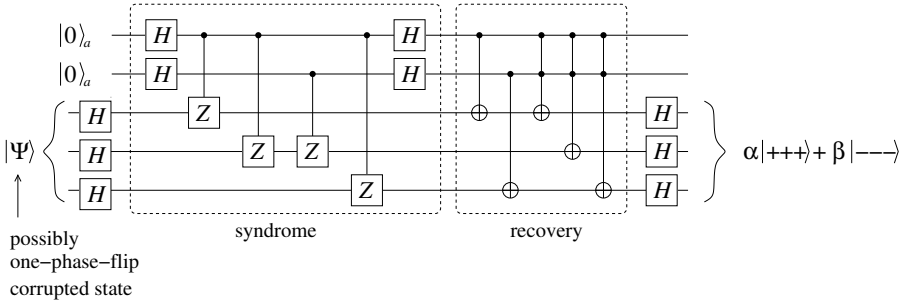 |0⟩a H H
|0⟩a H H
H Z H
|Ψ⟩ H Z Z H α|+++⟩+ β|−−−⟩
H Z H
syndrome recovery
possibly
one−phase−flip
corrupted state